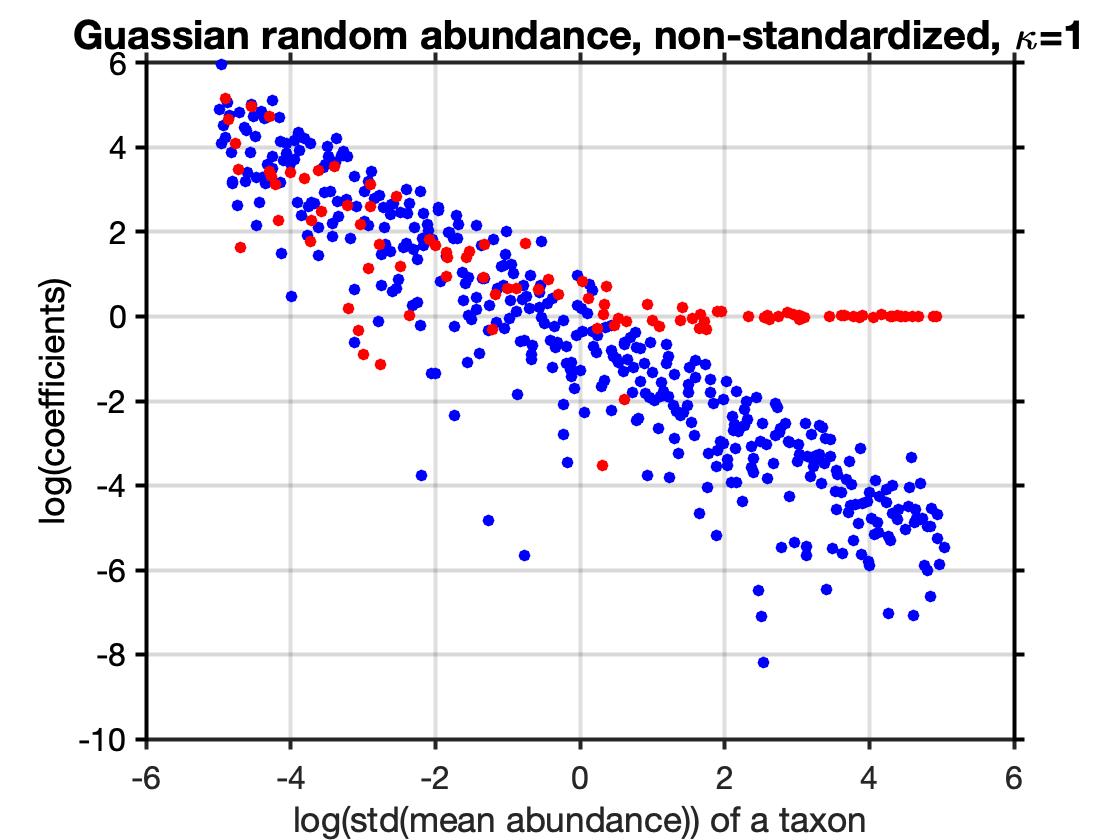 Guassian random abundance, non-standardized, κ=1
6
4
2
0
-2
-4
-6
-8
-10
-6 -4 -2 0 2 4 6
log(coefficients)
log(std(mean abundance)) of a taxon